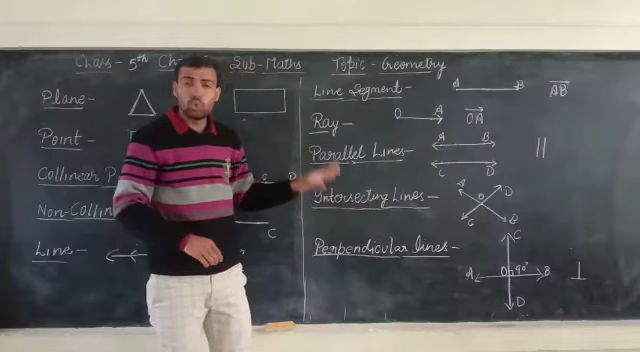 Class - 5th Ch Sub - Maths Topic - Geometry
Plane -
Point -
Collinear P
C D
Non-Collin
C
Line -
Line Segment - A B AB
Ray - O A OA
Parallel Lines - A B ||
C D
Intersecting Lines - A D
O
C B
Perpendicular lines - C
A O 90° B ⊥
D